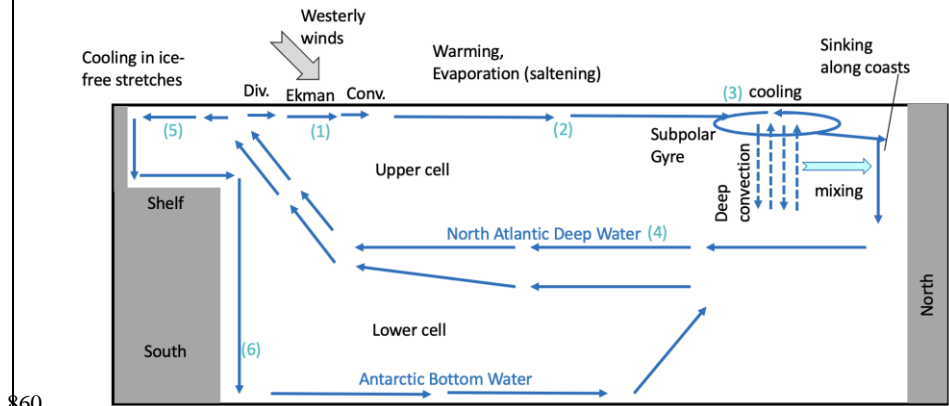 Westerly
winds
Cooling in ice-
free stretches
Warming,
Evaporation (saltening)
Sinking
along coasts
Div.
Ekman
Conv.
(3) cooling
(5)
(1)
(2)
Subpolar
Gyre
Upper cell
Deep
convection
mixing
Shelf
North Atlantic Deep Water (4)
North
Lower cell
South
(6)
Antarctic Bottom Water
860